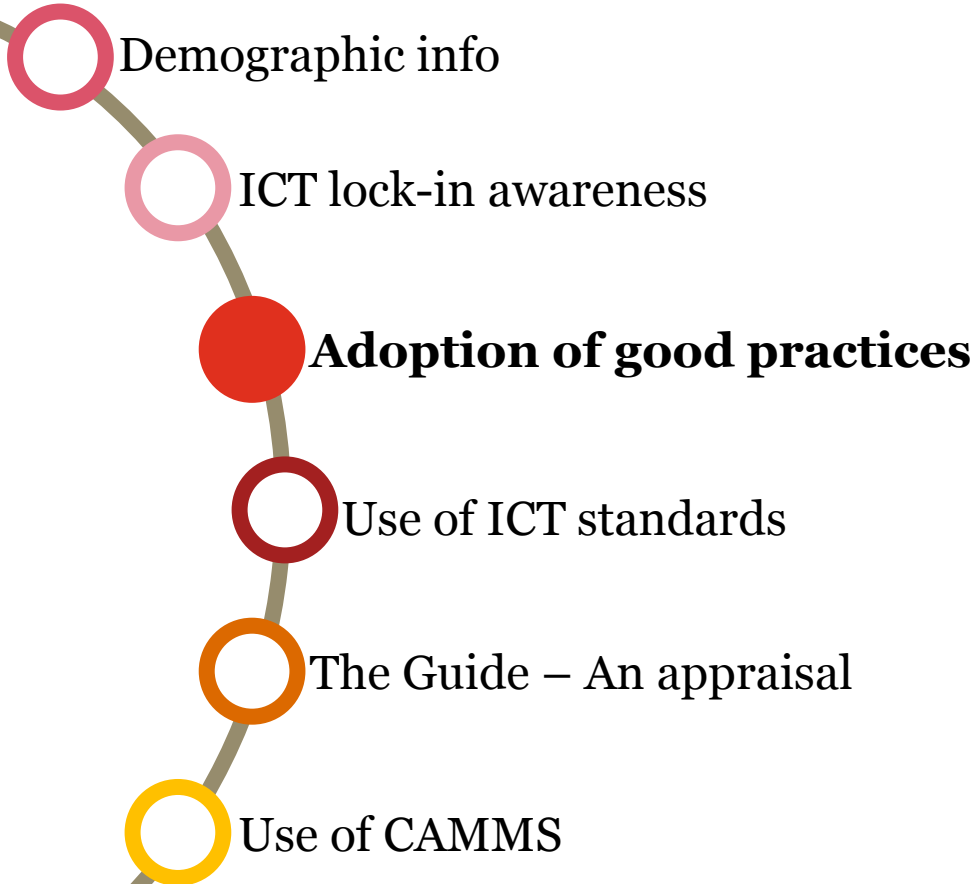 Demographic info
ICT lock-in awareness
Adoption of good practices
Use of ICT standards
The Guide – An appraisal
Use of CAMMS